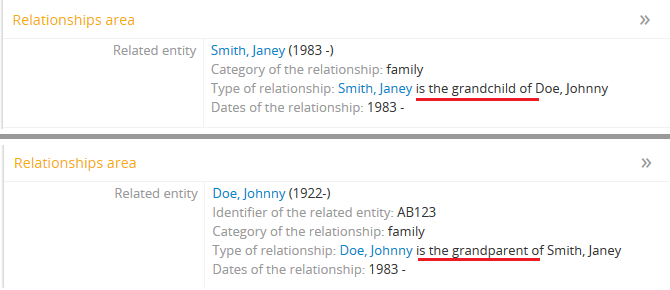 Relationships area »
Related entity Smith, Janey (1983 -)
Category of the relationship: family
Type of relationship: Smith, Janey is the grandchild of Doe, Johnny
Dates of the relationship: 1983 -
Relationships area »
Related entity Doe, Johnny (1922-)
Identifier of the related entity: AB123
Category of the relationship: family
Type of relationship: Doe, Johnny is the grandparent of Smith, Janey
Dates of the relationship: 1983 -